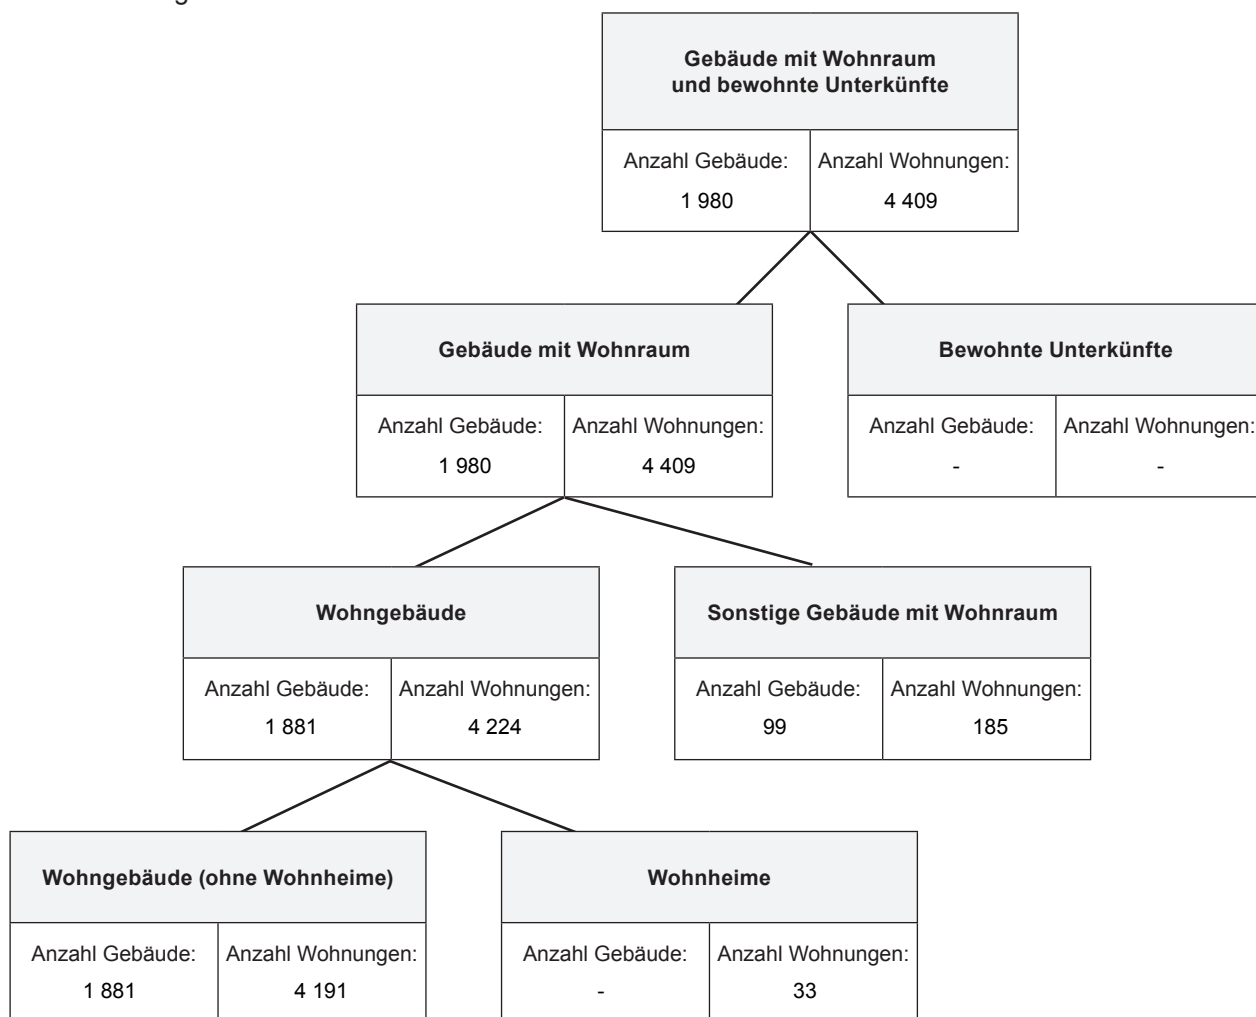 Gebäude mit Wohnraum
und bewohnte Unterkünfte
Anzahl Gebäude: Anzahl Wohnungen:
1 980 4 409
Gebäude mit Wohnraum Bewohnte Unterkünfte
Anzahl Gebäude: Anzahl Wohnungen: Anzahl Gebäude: Anzahl Wohnungen:
1 980 4 409 - -
Wohngebäude Sonstige Gebäude mit Wohnraum
Anzahl Gebäude: Anzahl Wohnungen: Anzahl Gebäude: Anzahl Wohnungen:
1 881 4 224 99 185
Wohngebäude (ohne Wohnheime) Wohnheime
Anzahl Gebäude: Anzahl Wohnungen: Anzahl Gebäude: Anzahl Wohnungen:
1 881 4 191 - 33